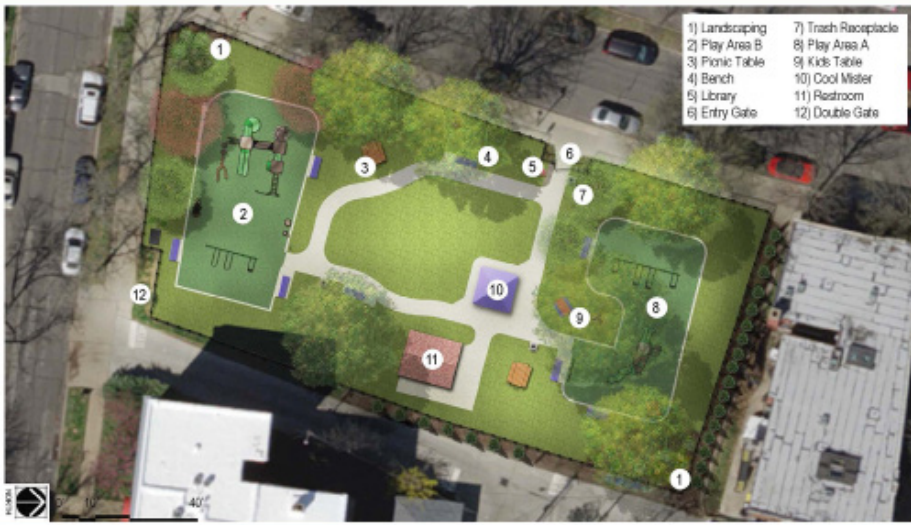 1) Landscaping 7) Trash Receptacle
2) Play Area B 8) Play Area A
3) Picnic Table 9) Kids Table
4) Bench 10) Cool Mister
5) Library 11) Restroom
6) Entry Gate 12) Double Gate
1
2
3
4
5
6
7
8
9
10
11
12
1
NORTH
0' 10' 40'